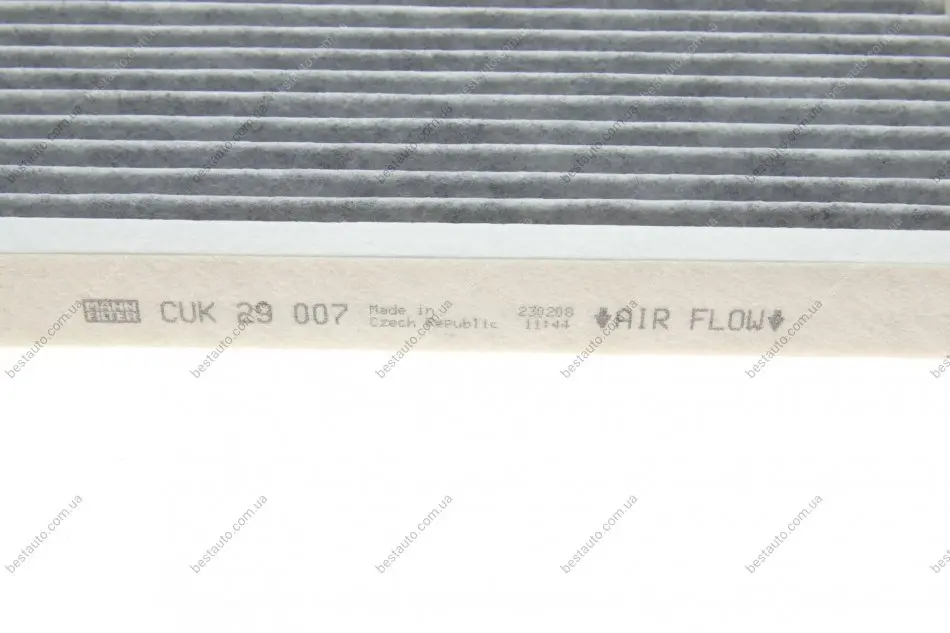 MANN FILTER CUK 29 007 Made in Czech Republic 230208 11:44 AIR FLOW
bestauto.com.ua